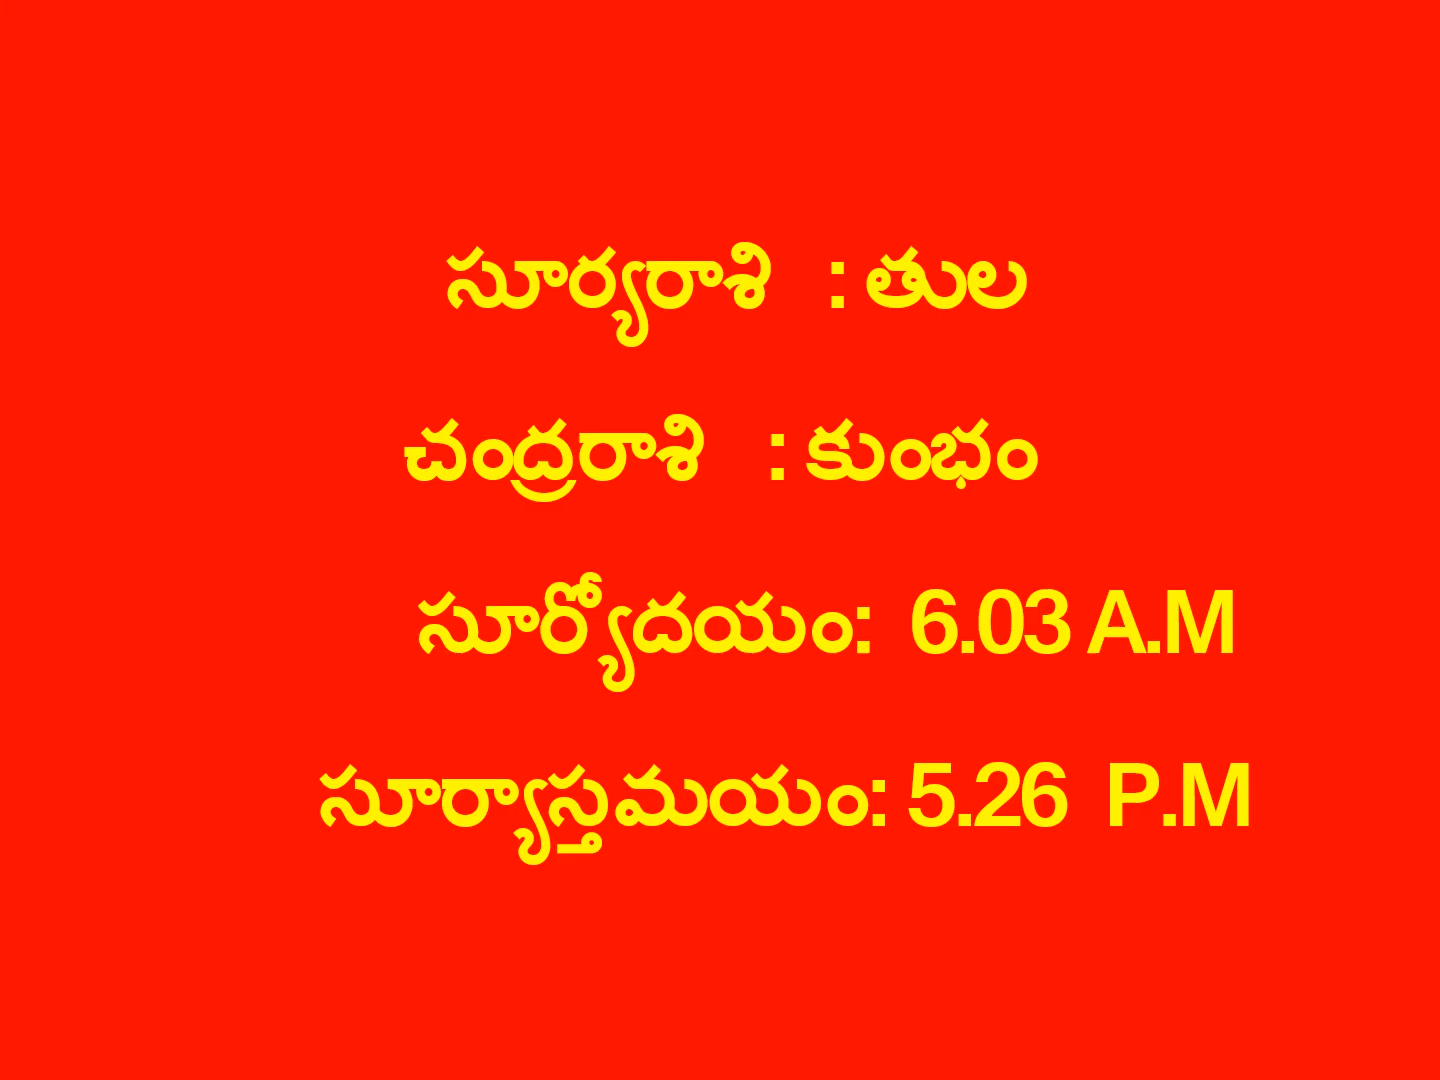 సూర్యరాశి : తుల
చంద్రరాశి : కుంభం
సూర్యోదయం: 6.03 A.M
సూర్యాస్తమయం: 5.26 P.M